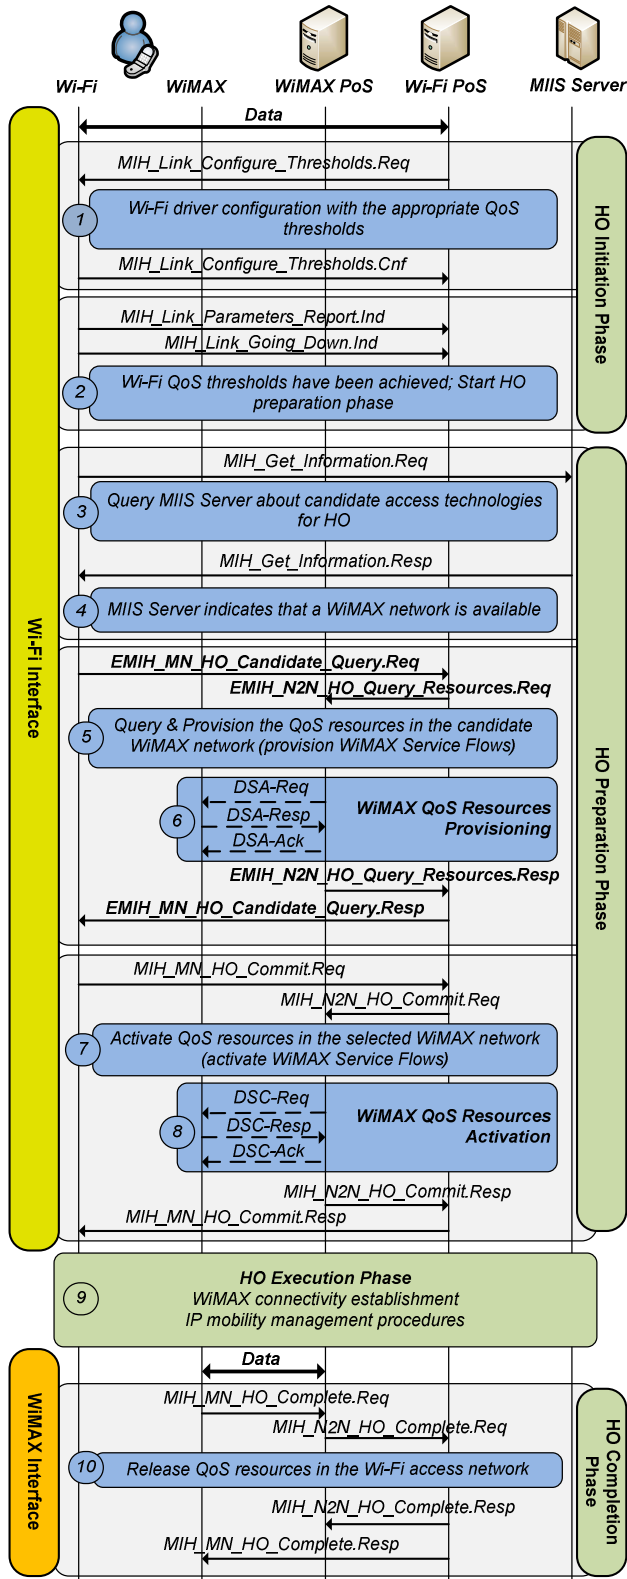 Wi-Fi
WiMAX
WiMAX PoS
Wi-Fi PoS
MIIS Server
Data
MIH_Link_Configure_Thresholds.Req
1
Wi-Fi driver configuration with the appropriate QoS
thresholds
MIH_Link_Configure_Thresholds.Cnf
HO Initiation Phase
MIH_Link_Parameters_Report.Ind
MIH_Link_Going_Down.Ind
2
Wi-Fi QoS thresholds have been achieved; Start HO
preparation phase
MIH_Get_Information.Req
3
Query MIIS Server about candidate access technologies
for HO
MIH_Get_Information.Resp
4
MIIS Server indicates that a WiMAX network is available
Wi-Fi Interface
EMIH_MN_HO_Candidate_Query.Req
EMIH_N2N_HO_Query_Resources.Req
5
Query & Provision the QoS resources in the candidate
WiMAX network (provision WiMAX Service Flows)
HO Preparation Phase
6
DSA-Req
DSA-Resp
DSA-Ack
WiMAX QoS Resources
Provisioning
EMIH_N2N_HO_Query_Resources.Resp
EMIH_MN_HO_Candidate_Query.Resp
MIH_MN_HO_Commit.Req
MIH_N2N_HO_Commit.Req
7
Activate QoS resources in the selected WiMAX network
(activate WiMAX Service Flows)
8
DSC-Req
DSC-Resp
DSC-Ack
WiMAX QoS Resources
Activation
MIH_N2N_HO_Commit.Resp
MIH_MN_HO_Commit.Resp
9
HO Execution Phase
WiMAX connectivity establishment
IP mobility management procedures
Data
WiMAX Interface
MIH_MN_HO_Complete.Req
MIH_N2N_HO_Complete.Req
10
Release QoS resources in the Wi-Fi access network
HO Completion
Phase
MIH_N2N_HO_Complete.Resp
MIH_MN_HO_Complete.Resp